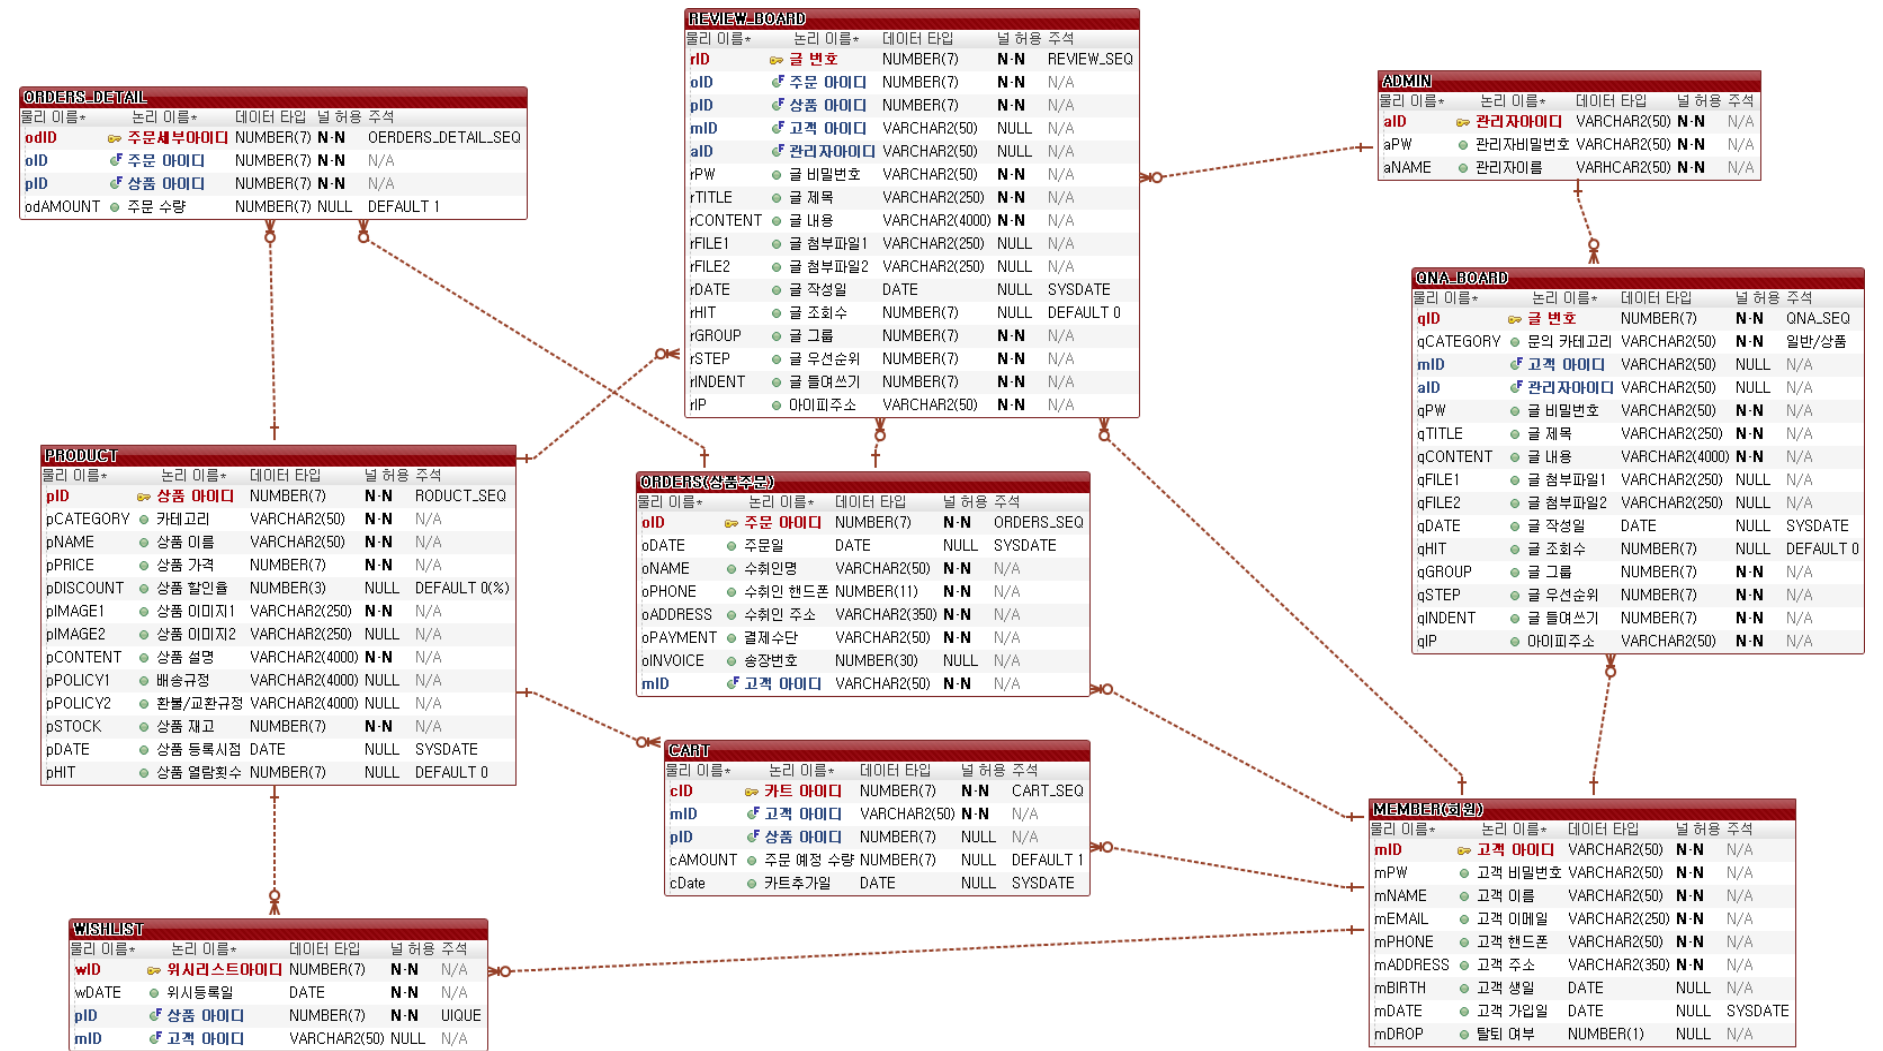 REVIEW_BOARD
물리 이름* 논리 이름* 데이터 타입 널 허용 주석
rID 글 번호 NUMBER(7) N-N REVIEW_SEQ
oID 주문 아이디 NUMBER(7) N-N N/A
pID 상품 아이디 NUMBER(7) N-N N/A
mID 고객 아이디 VARCHAR2(50) NULL N/A
aID 관리자아이디 VARCHAR2(50) NULL N/A
rPW 글 비밀번호 VARCHAR2(50) N-N N/A
rTITLE 글 제목 VARCHAR2(250) N-N N/A
rCONTENT 글 내용 VARCHAR2(4000) N-N N/A
rFILE1 글 첨부파일1 VARCHAR2(250) NULL N/A
rFILE2 글 첨부파일2 VARCHAR2(250) NULL N/A
rDATE 글 작성일 DATE NULL SYSDATE
rHIT 글 조회수 NUMBER(7) NULL DEFAULT 0
rGROUP 글 그룹 NUMBER(7) N-N N/A
rSTEP 글 우선순위 NUMBER(7) N-N N/A
rINDENT 글 들여쓰기 NUMBER(7) N-N N/A
rIP 아이피주소 VARCHAR2(50) N-N N/A
ADMIN
물리 이름* 논리 이름* 데이터 타입 널 허용 주석
aID 관리자아이디 VARCHAR2(50) N-N N/A
aPW 관리자비밀번호 VARCHAR2(50) N-N N/A
aNAME 관리자이름 VARHCAR2(50) N-N N/A
ORDERS_DETAIL
물리 이름* 논리 이름* 데이터 타입 널 허용 주석
odID 주문세부아이디 NUMBER(7) N-N OERDERS_DETAIL_SEQ
oID 주문 아이디 NUMBER(7) N-N N/A
pID 상품 아이디 NUMBER(7) N-N N/A
odAMOUNT 주문 수량 NUMBER(7) NULL DEFAULT 1
QNA_BOARD
물리 이름* 논리 이름* 데이터 타입 널 허용 주석
qID 글 번호 NUMBER(7) N-N QNA_SEQ
qCATEGORY 문의 카테고리 VARCHAR2(50) N-N 일반/상품
mID 고객 아이디 VARCHAR2(50) NULL N/A
aID 관리자아이디 VARCHAR2(50) NULL N/A
qPW 글 비밀번호 VARCHAR2(50) N-N N/A
qTITLE 글 제목 VARCHAR2(250) N-N N/A
qCONTENT 글 내용 VARCHAR2(4000) N-N N/A
qFILE1 글 첨부파일1 VARCHAR2(250) NULL N/A
qFILE2 글 첨부파일2 VARCHAR2(250) NULL N/A
qDATE 글 작성일 DATE NULL SYSDATE
qHIT 글 조회수 NUMBER(7) NULL DEFAULT 0
qGROUP 글 그룹 NUMBER(7) N-N N/A
qSTEP 글 우선순위 NUMBER(7) N-N N/A
qINDENT 글 들여쓰기 NUMBER(7) N-N N/A
qIP 아이피주소 VARCHAR2(50) N-N N/A
PRODUCT
물리 이름* 논리 이름* 데이터 타입 널 허용 주석
pID 상품 아이디 NUMBER(7) N-N RODUCT_SEQ
pCATEGORY 카테고리 VARCHAR2(50) N-N N/A
pNAME 상품 이름 VARCHAR2(50) N-N N/A
pPRICE 상품 가격 NUMBER(7) N-N N/A
pDISCOUNT 상품 할인율 NUMBER(3) NULL DEFAULT 0(%)
pIMAGE1 상품 이미지1 VARCHAR2(250) N-N N/A
pIMAGE2 상품 이미지2 VARCHAR2(250) NULL N/A
pCONTENT 상품 설명 VARCHAR2(4000) N-N N/A
pPOLICY1 배송규정 VARCHAR2(4000) NULL N/A
pPOLICY2 환불/교환규정 VARCHAR2(4000) NULL N/A
pSTOCK 상품 재고 NUMBER(7) N-N N/A
pDATE 상품 등록시점 DATE NULL SYSDATE
pHIT 상품 열람횟수 NUMBER(7) NULL DEFAULT 0
ORDERS(상품주문)
물리 이름* 논리 이름* 데이터 타입 널 허용 주석
oID 주문 아이디 NUMBER(7) N-N ORDERS_SEQ
oDATE 주문일 DATE NULL SYSDATE
oNAME 수취인명 VARCHAR2(50) N-N N/A
oPHONE 수취인 핸드폰 NUMBER(11) N-N N/A
oADDRESS 수취인 주소 VARCHAR2(350) N-N N/A
oPAYMENT 결제수단 VARCHAR2(50) N-N N/A
oINVOICE 송장번호 NUMBER(30) NULL N/A
mID 고객 아이디 VARCHAR2(50) N-N N/A
CART
물리 이름* 논리 이름* 데이터 타입 널 허용 주석
cID 카트 아이디 NUMBER(7) N-N CART_SEQ
mID 고객 아이디 VARCHAR2(50) N-N N/A
pID 상품 아이디 NUMBER(7) NULL N/A
cAMOUNT 주문 예정 수량 NUMBER(7) NULL DEFAULT 1
cDate 카트추가일 DATE NULL SYSDATE
MEMBER(회원)
물리 이름* 논리 이름* 데이터 타입 널 허용 주석
mID 고객 아이디 VARCHAR2(50) N-N N/A
mPW 고객 비밀번호 VARCHAR2(50) N-N N/A
mNAME 고객 이름 VARCHAR2(50) N-N N/A
mEMAIL 고객 이메일 VARCHAR2(250) N-N N/A
mPHONE 고객 핸드폰 VARCHAR2(50) N-N N/A
mADDRESS 고객 주소 VARCHAR2(350) N-N N/A
mBIRTH 고객 생일 DATE NULL N/A
mDATE 고객 가입일 DATE NULL SYSDATE
mDROP 탈퇴 여부 NUMBER(1) NULL N/A
WISHLIST
물리 이름* 논리 이름* 데이터 타입 널 허용 주석
wID 위시리스트아이디 NUMBER(7) N-N N/A
wDATE 위시등록일 DATE N-N N/A
pID 상품 아이디 NUMBER(7) N-N UIQUE
mID 고객 아이디 VARCHAR2(50) NULL N/A